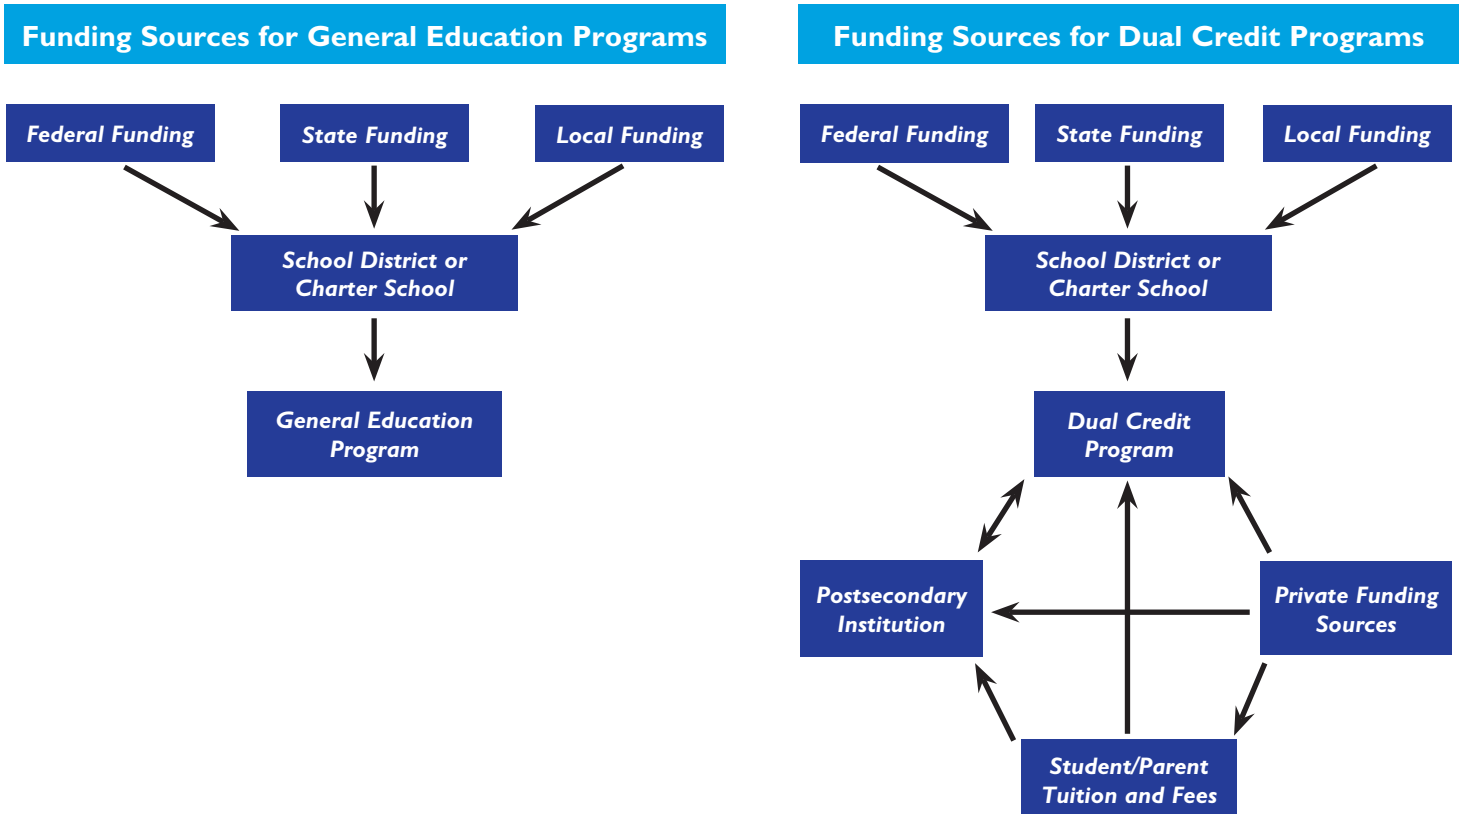 Funding Sources for General Education Programs
Federal Funding
State Funding
Local Funding
School District or
Charter School
General Education
Program
Funding Sources for Dual Credit Programs
Federal Funding
State Funding
Local Funding
School District or
Charter School
Dual Credit
Program
Postsecondary
Institution
Private Funding
Sources
Student/Parent
Tuition and Fees